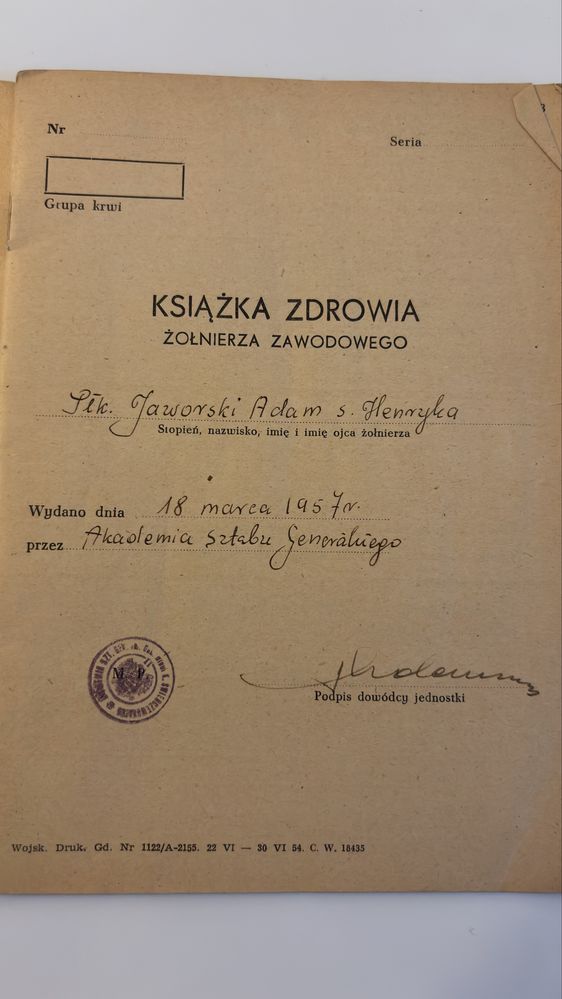 3
Nr
Seria
Grupa krwi
KSIĄŻKA ZDROWIA
ŻOŁNIERZA ZAWODOWEGO
Płk. Jaworski Adam s. Henryka
Stopień, nazwisko, imię i imię ojca żołnierza
Wydano dnia 18 marca 1957r.
przez Akademia Sztabu Generalnego
M. P.
Podpis dowódcy jednostki
Wojsk. Druk. Gd. Nr 1122/A-2155. 22 VI — 30 VI 54. C. W. 18435